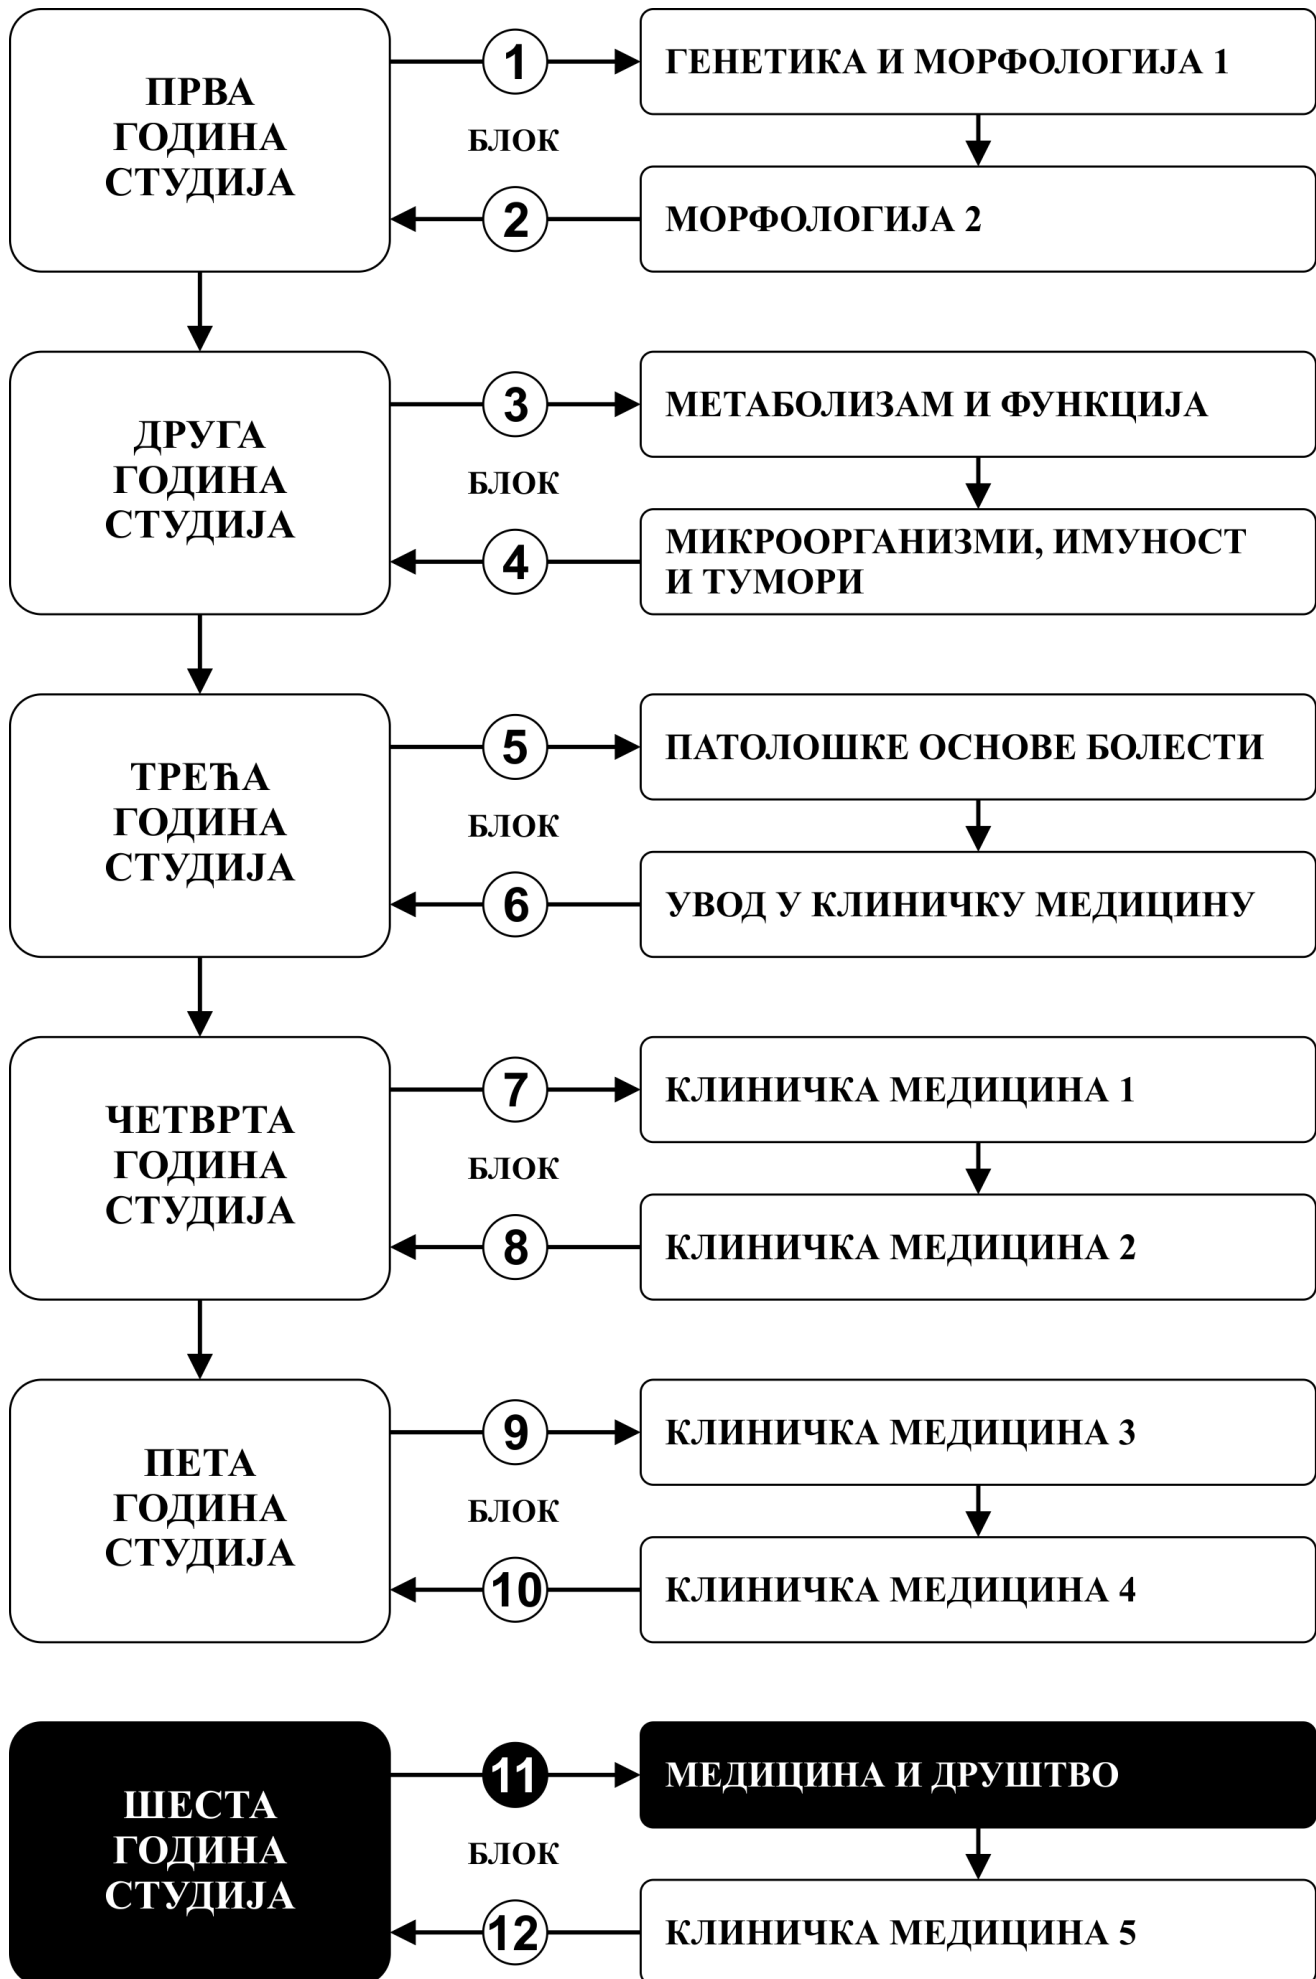 ПРВА
ГОДИНА
СТУДИЈА
1
ГЕНЕТИКА И МОРФОЛОГИЈА 1
БЛОК
2
МОРФОЛОГИЈА 2
ДРУГА
ГОДИНА
СТУДИЈА
3
МЕТАБОЛИЗАМ И ФУНКЦИЈА
БЛОК
4
МИКРООРГАНИЗМИ, ИМУНОСТ
И ТУМОРИ
ТРЕЋА
ГОДИНА
СТУДИЈА
5
ПАТОЛОШКЕ ОСНОВЕ БОЛЕСТИ
БЛОК
6
УВОД У КЛИНИЧКУ МЕДИЦИНУ
ЧЕТВРТА
ГОДИНА
СТУДИЈА
7
КЛИНИЧКА МЕДИЦИНА 1
БЛОК
8
КЛИНИЧКА МЕДИЦИНА 2
ПЕТА
ГОДИНА
СТУДИЈА
9
КЛИНИЧКА МЕДИЦИНА 3
БЛОК
10
КЛИНИЧКА МЕДИЦИНА 4
ШЕСТА
ГОДИНА
СТУДИЈА
11
МЕДИЦИНА И ДРУШТВО
БЛОК
12
КЛИНИЧКА МЕДИЦИНА 5